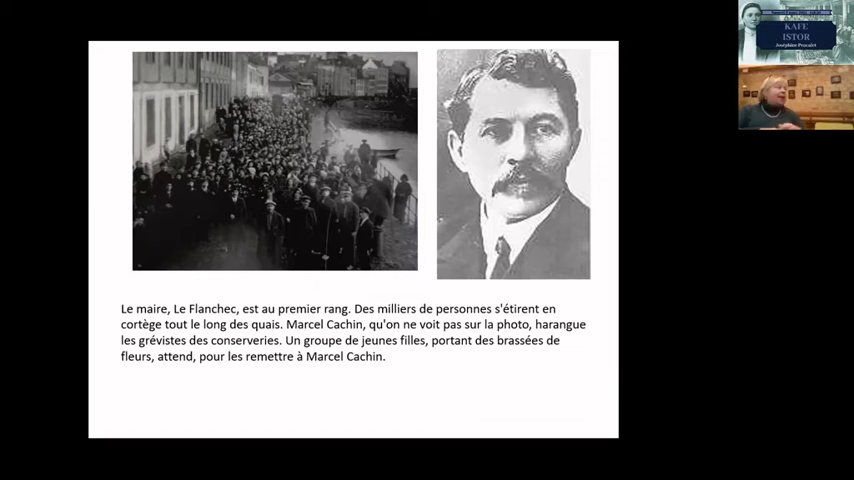 KAFE
ISTOR
Joséphine Pencalet
Le maire, Le Flanchec, est au premier rang. Des milliers de personnes s'étirent en
cortège tout le long des quais. Marcel Cachin, qu'on ne voit pas sur la photo, harangue
les grévistes des conserveries. Un groupe de jeunes filles, portant des brassées de
fleurs, attend, pour les remettre à Marcel Cachin.